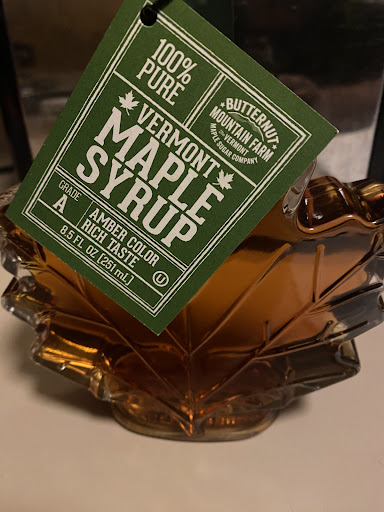 100%
PURE
BUTTERNUT
MOUNTAIN FARM
VERMONT
MAPLE SUGAR COMPANY
VERMONT
MAPLE
SYRUP
GRADE
A
AMBER COLOR
RICH TASTE
8.5 FL OZ [251 mL]
U